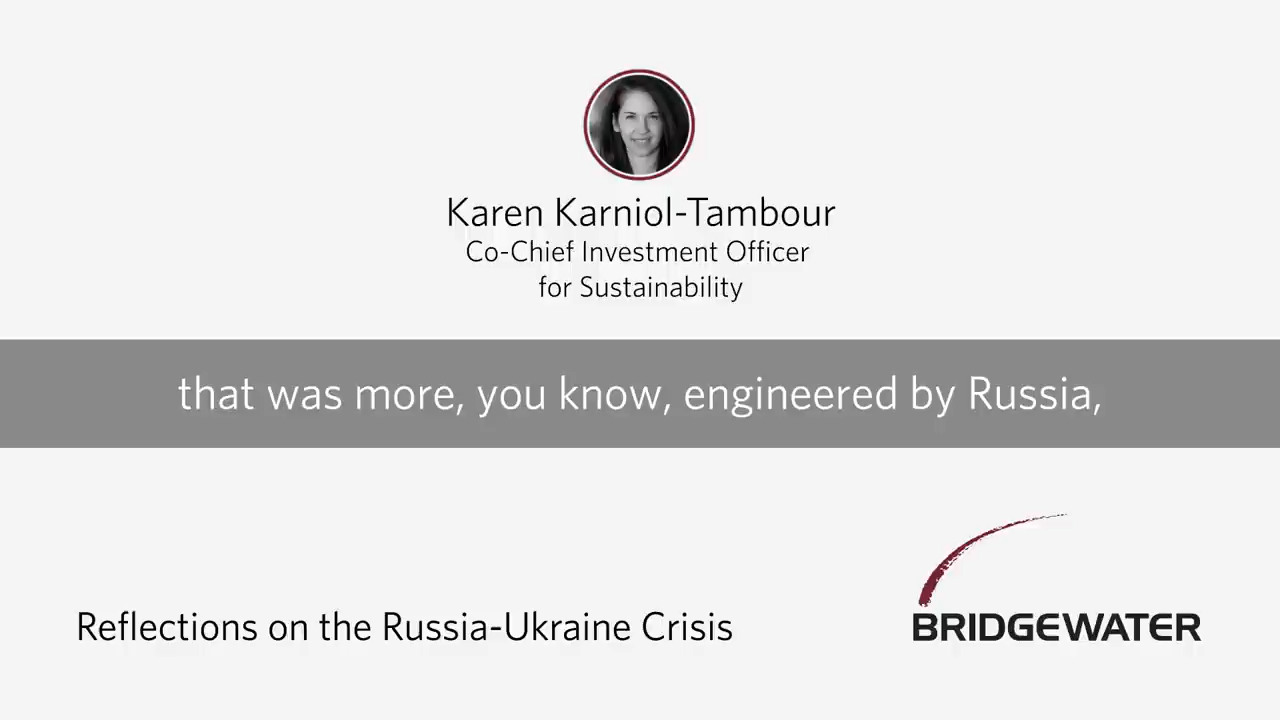 Karen Karniol-Tambour
Co-Chief Investment Officer
for Sustainability
that was more, you know, engineered by Russia,
Reflections on the Russia-Ukraine Crisis
BRIDGEWATER